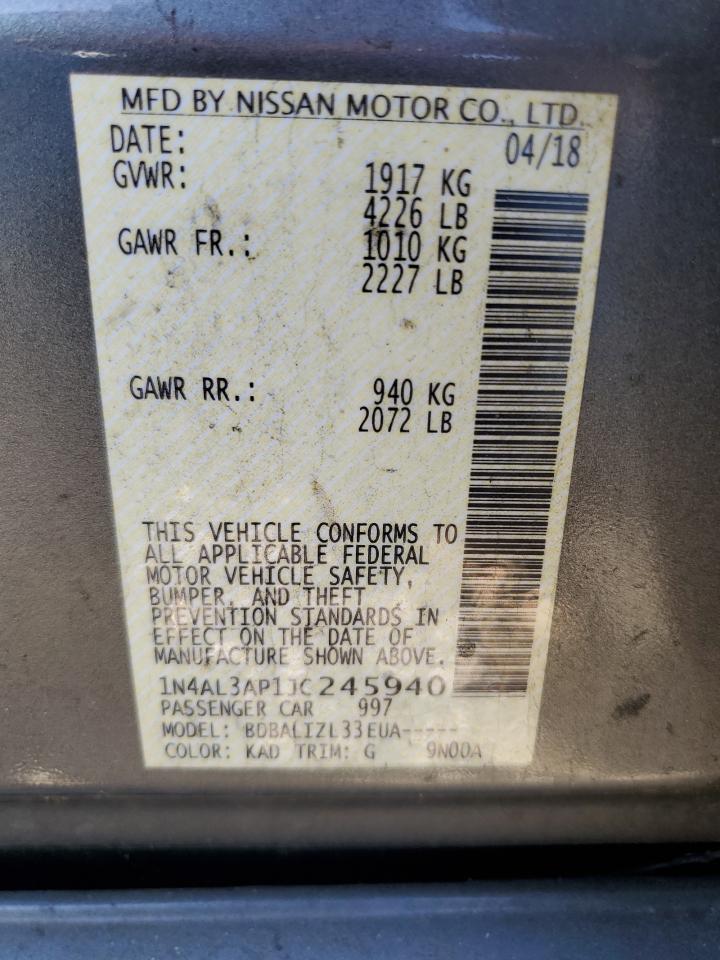 MFD BY NISSAN MOTOR CO., LTD.
DATE: 04/18
GVWR: 1917 KG
4226 LB
GAWR FR.: 1010 KG
2227 LB
GAWR RR.: 940 KG
2072 LB
THIS VEHICLE CONFORMS TO
ALL APPLICABLE FEDERAL
MOTOR VEHICLE SAFETY,
BUMPER, AND THEFT
PREVENTION STANDARDS IN
EFFECT ON THE DATE OF
MANUFACTURE SHOWN ABOVE.
1N4AL3AP1JC245940
PASSENGER CAR 997
MODEL: BDBALIZL33EUA-----
COLOR: KAD TRIM: G 9N00A